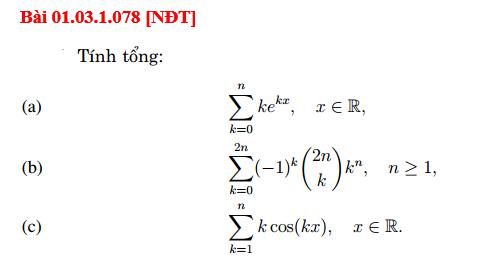 Bài 01.03.1.078 [NĐT]
Tính tổng:
(a) $\sum_{k=0}^{n} ke^{kx}, \quad x \in \mathbb{R},$
(b) $\sum_{k=0}^{2n} (-1)^k \binom{2n}{k} k^n, \quad n \geq 1,$
(c) $\sum_{k=1}^{n} k\cos(kx), \quad x \in \mathbb{R}.$